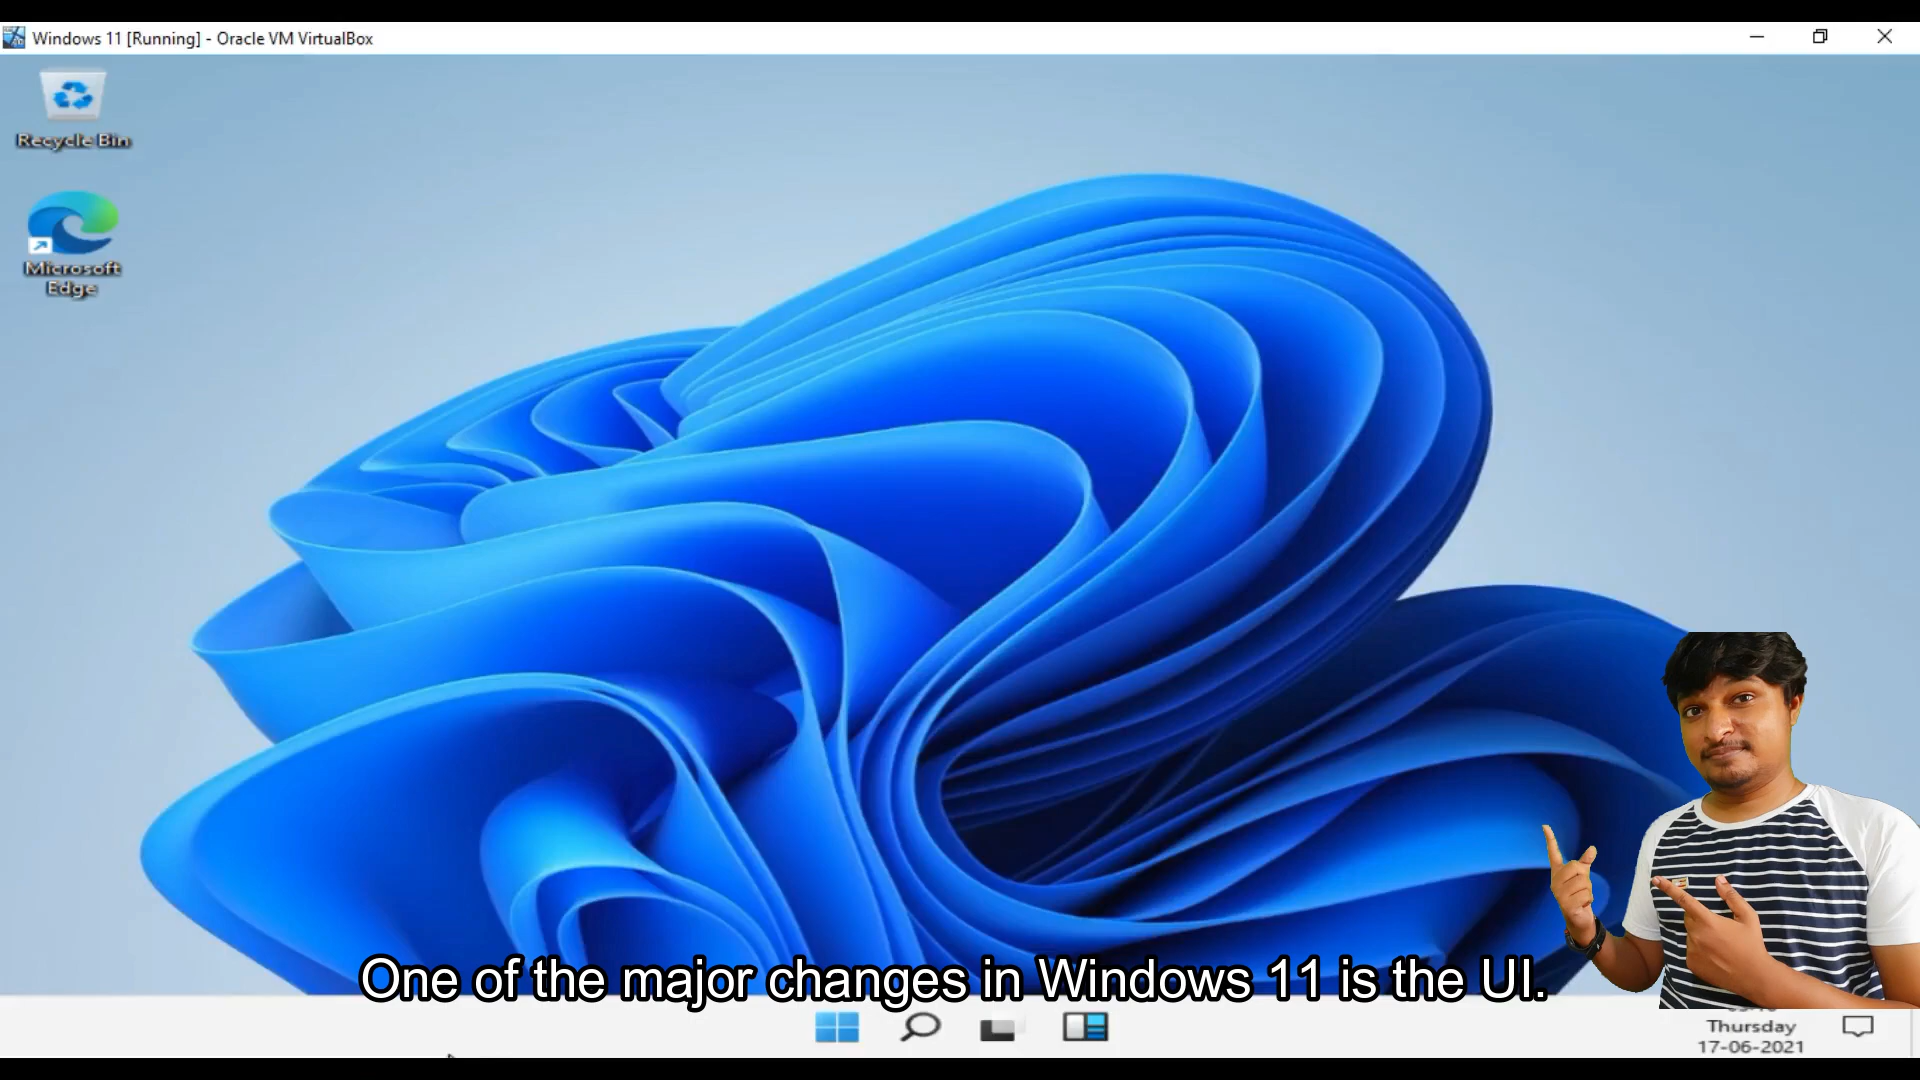 Windows 11 [Running] - Oracle VM VirtualBox
Recycle Bin
Microsoft
Edge
One of the major changes in Windows 11 is the UI.
Thursday
17-06-2021